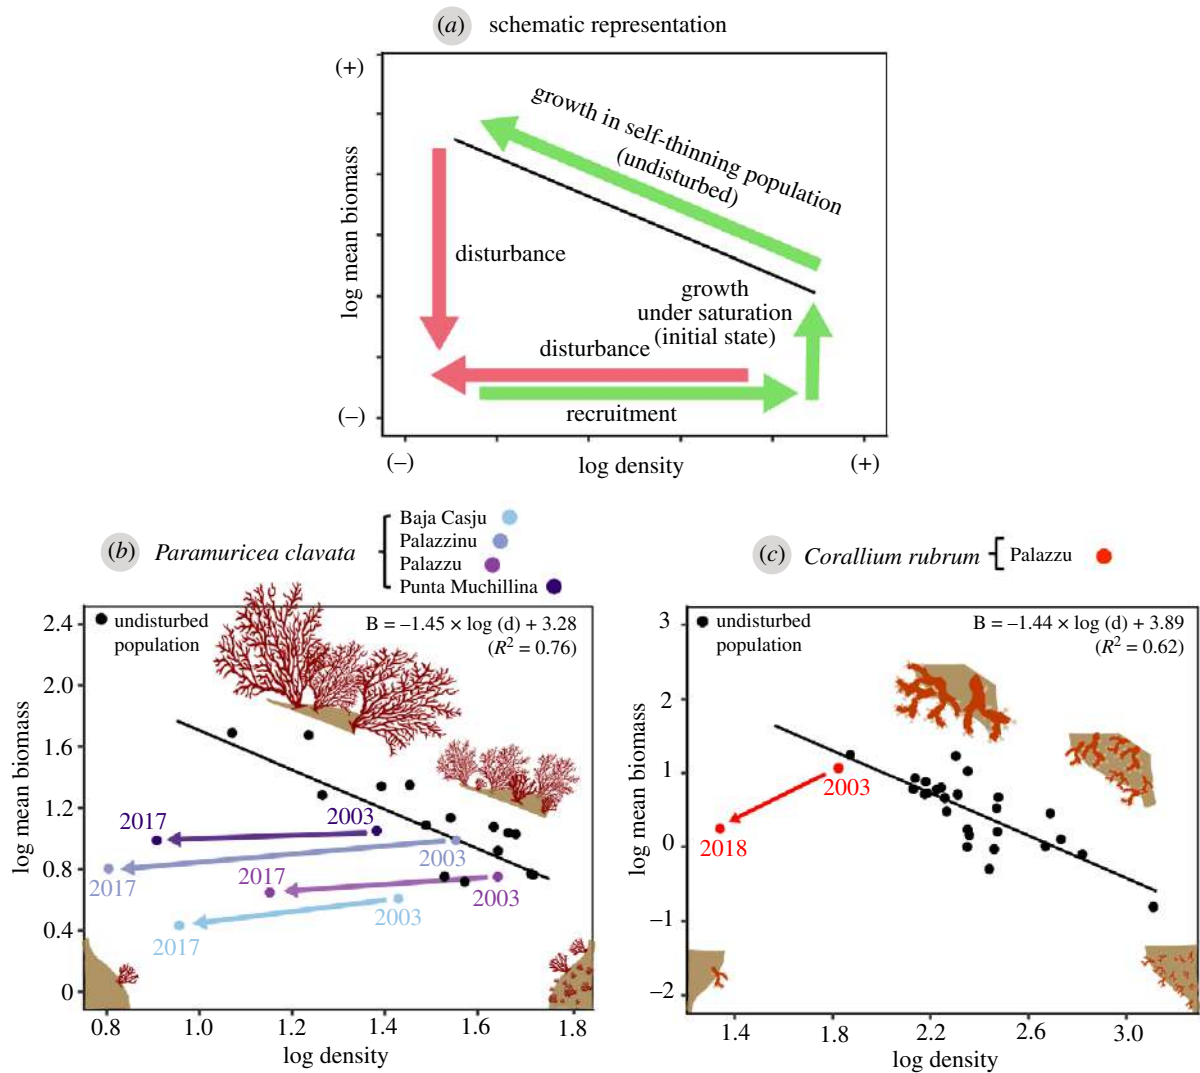 (a) schematic representation
(+)
growth in self-thinning population
(undisturbed)
log mean biomass
disturbance
growth
under saturation
(initial state)
disturbance
recruitment
(–)
(–)
log density
(+)
(b) Paramuricea clavata
Baja Casju
Palazzinu
Palazzu
Punta Muchillina
undisturbed
population
B = –1.45 × log (d) + 3.28
(R² = 0.76)
log mean biomass
2.4
2.0
1.6
1.2
0.8
0.4
0
2017
2003
2017
2003
2017
2003
2017
2003
0.8
1.0
1.2
1.4
1.6
1.8
log density
(c) Corallium rubrum
Palazzu
undisturbed
population
B = –1.44 × log (d) + 3.89
(R² = 0.62)
log mean biomass
3
2
1
0
–1
–2
2003
2018
1.4
1.8
2.2
2.6
3.0
log density